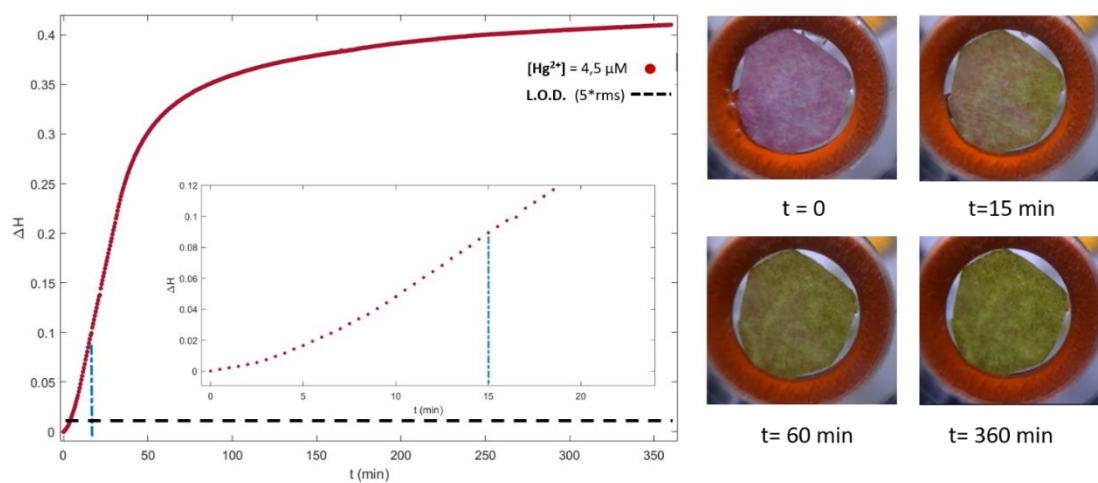 0.4
0.35
0.3
0.25
0.2
0.15
0.1
0.05
0
ΔH
0 50 100 150 200 250 300 350
t (min)
[Hg²⁺] = 4,5 µM
L.O.D. (5*rms)
0.12
0.1
0.08
0.06
0.04
0.02
0
ΔH
0 5 10 15 20
t (min)
t = 0
t=15 min
t= 60 min
t= 360 min